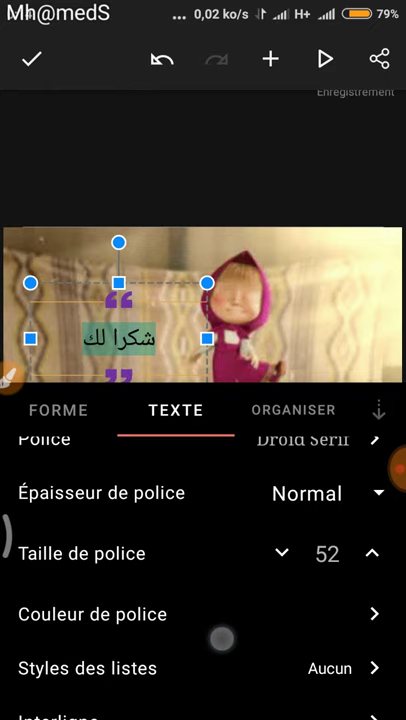 Mh@medS
... 0,02 ko/s H+ 79%
Enregistrement
❝
شكرا لك
❞
FORME TEXTE ORGANISER
Police Droid Serif
Épaisseur de police Normal
Taille de police 52
Couleur de police
Styles des listes Aucun
Interligne